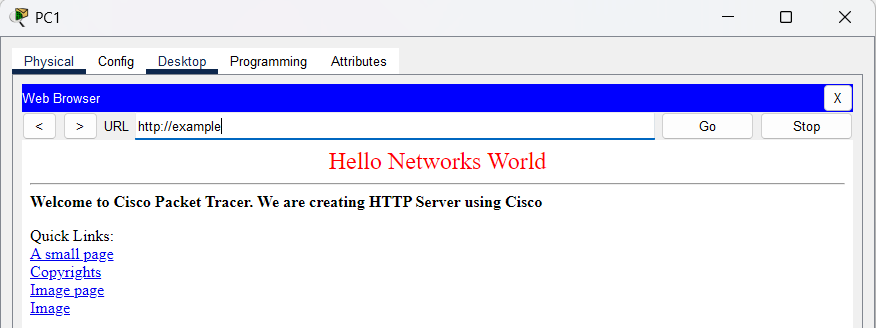 PC1
Physical Config Desktop Programming Attributes
Web Browser X
< > URL http://example Go Stop
Hello Networks World
Welcome to Cisco Packet Tracer. We are creating HTTP Server using Cisco
Quick Links:
A small page
Copyrights
Image page
Image